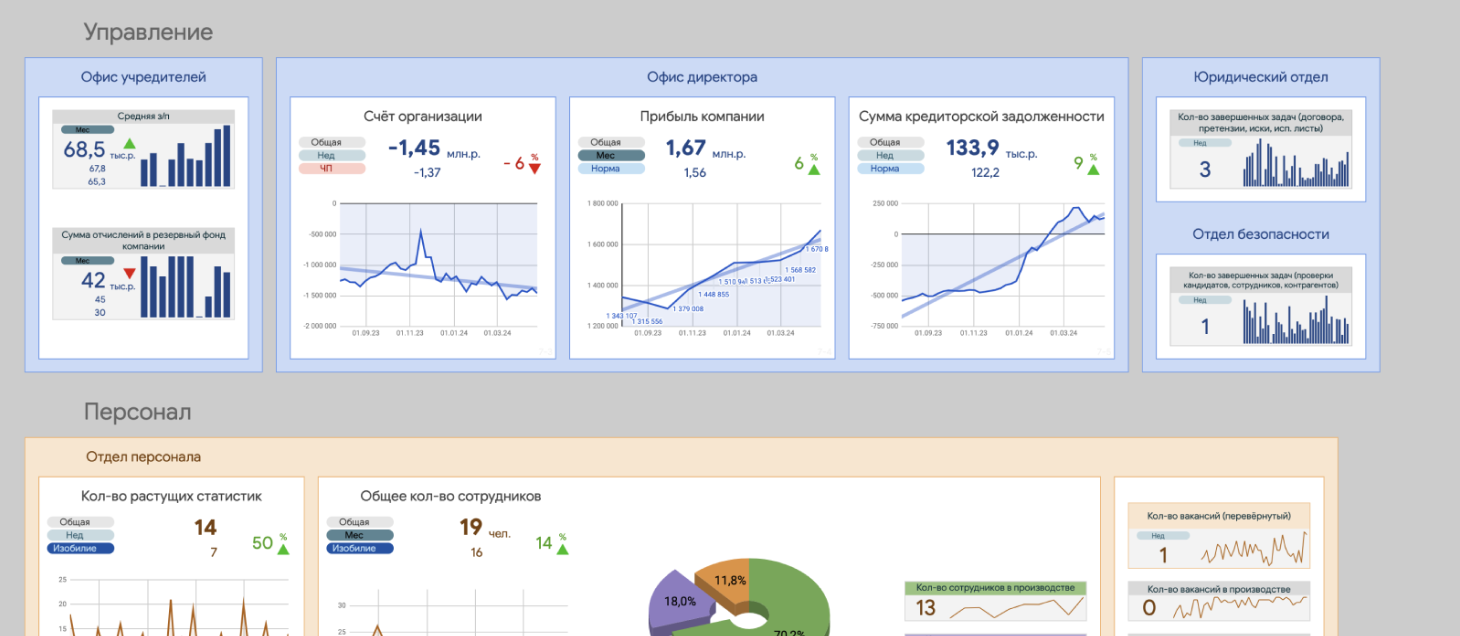 Управление
Офис учредителей
Средняя з/п
Мес
68,5 тыс.р.
67,8
65,3
Сумма отчислений в резервный фонд
компании
Мес
42 тыс.р.
45
30
Офис директора
Счёт организации
Общая
Нед
ЧП
-1,45 млн.р.
-1,37
- 6 %
0
-500 000
-1 000 000
-1 500 000
-2 000 000
01.09.23 01.11.23 01.01.24 01.03.24
Прибыль компании
Общая
Мес
Норма
1,67 млн.р.
1,56
6 %
1 800 000
1 600 000
1 400 000
1 200 000
1 343 107
1 315 556
1 379 008
1 448 855
1 510
1 513
523 401
1 568 582
1 670 8
01.09.23 01.11.23 01.01.24 01.03.24
Сумма кредиторской задолженности
Общая
Нед
Норма
133,9 тыс.р.
122,2
9 %
250 000
0
-250 000
-500 000
-750 000
01.09.23 01.11.23 01.01.24 01.03.24
Юридический отдел
Кол-во завершенных задач (договора,
претензии, иски, исп. листы)
Нед
3
Отдел безопасности
Кол-во завершенных задач (проверки
кандидатов, сотрудников, контрагентов)
Нед
1
Персонал
Отдел персонала
Кол-во растущих статистик
Общая
Нед
Изобилие
14
7
50 %
25
20
15
Общее кол-во сотрудников
Общая
Мес
Изобилие
19 чел.
16
14 %
30
25
11,8%
18,0%
70,2%
Кол-во сотрудников в производстве
13
Кол-во вакансий (перевёрнутый)
Нед
1
Кол-во вакансий в производстве
0